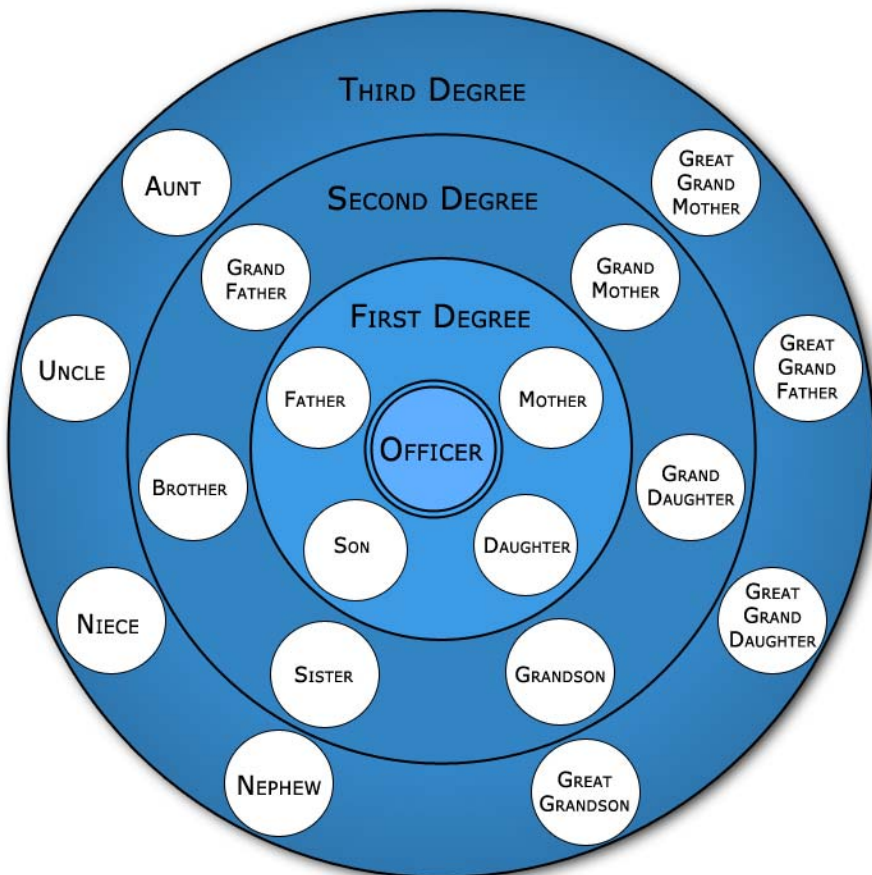 THIRD DEGREE
AUNT
GREAT
GRAND
MOTHER
SECOND DEGREE
GRAND
FATHER
GRAND
MOTHER
FIRST DEGREE
UNCLE
GREAT
GRAND
FATHER
FATHER
MOTHER
OFFICER
BROTHER
GRAND
DAUGHTER
SON
DAUGHTER
NIECE
GREAT
GRAND
DAUGHTER
SISTER
GRANDSON
NEPHEW
GREAT
GRANDSON